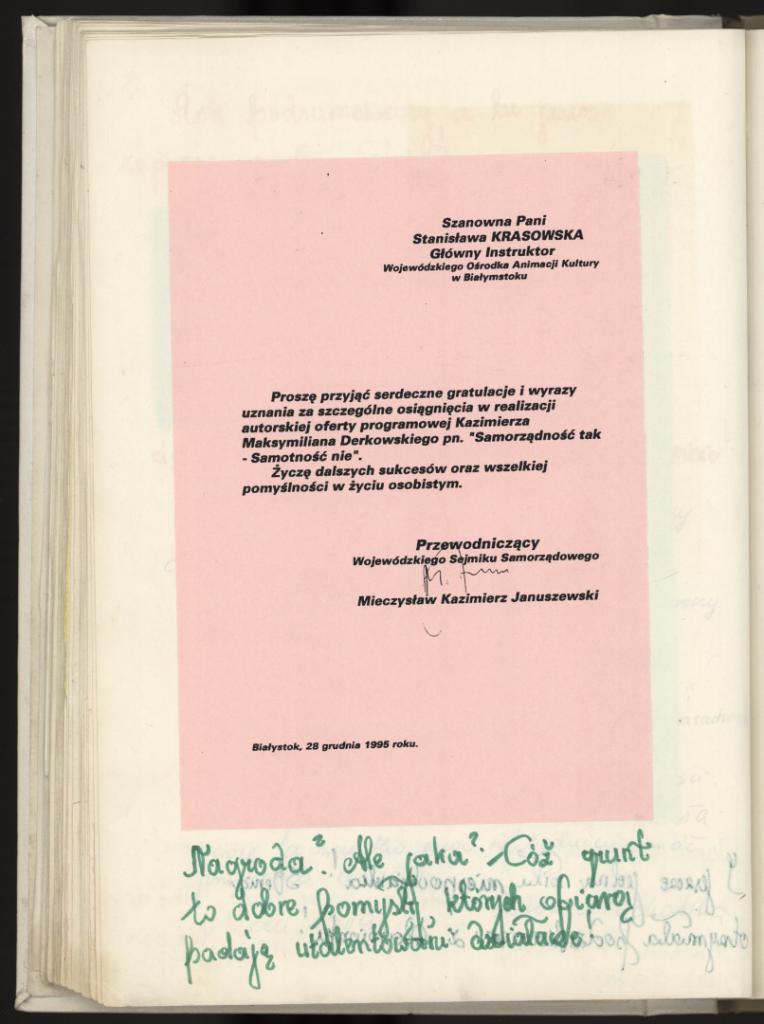 Szanowna Pani
Stanisława KRASOWSKA
Główny Instruktor
Wojewódzkiego Ośrodka Animacji Kultury
w Białymstoku
Proszę przyjąć serdeczne gratulacje i wyrazy
uznania za szczególne osiągnięcia w realizacji
autorskiej oferty programowej Kazimierza
Maksymiliana Derkowskiego pn. "Samorządność tak
- Samotność nie".
Życzę dalszych sukcesów oraz wszelkiej
pomyślności w życiu osobistym.
Przewodniczący
Wojewódzkiego Sejmiku Samorządowego
Mieczysław Kazimierz Januszewski
Białystok, 28 grudnia 1995 roku.
Nagroda? Ale jaka? Cóż grunt
to dobre pomysły, których ofiarą
padają utalentowani działacze!